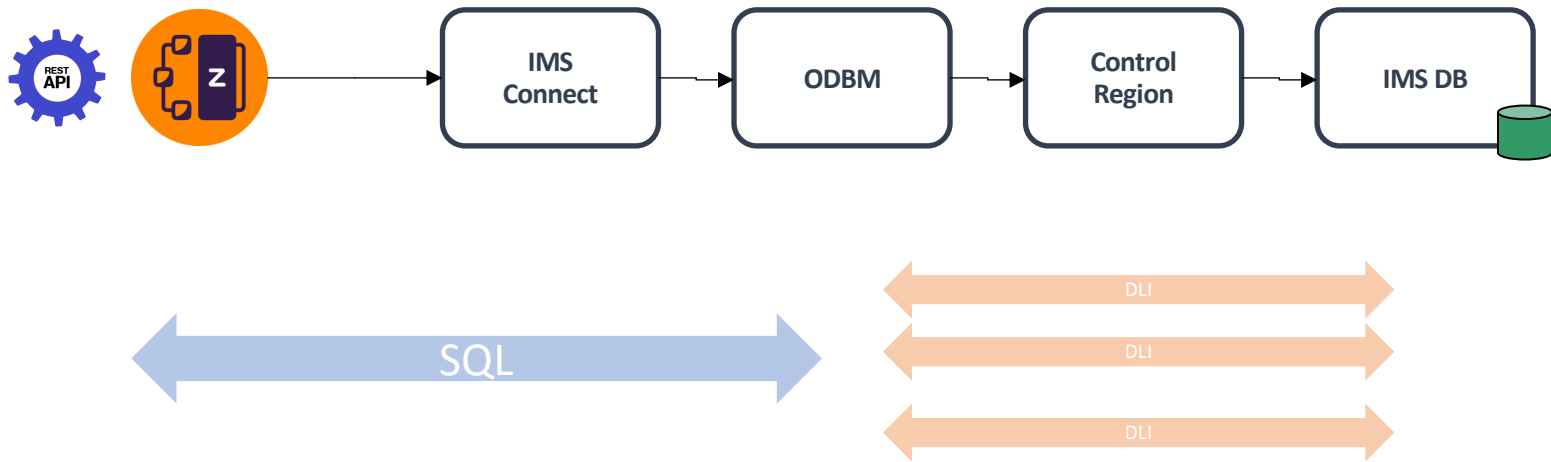 REST
API
Z
IMS
Connect
ODBM
Control
Region
IMS DB
DLI
SQL
DLI
DLI